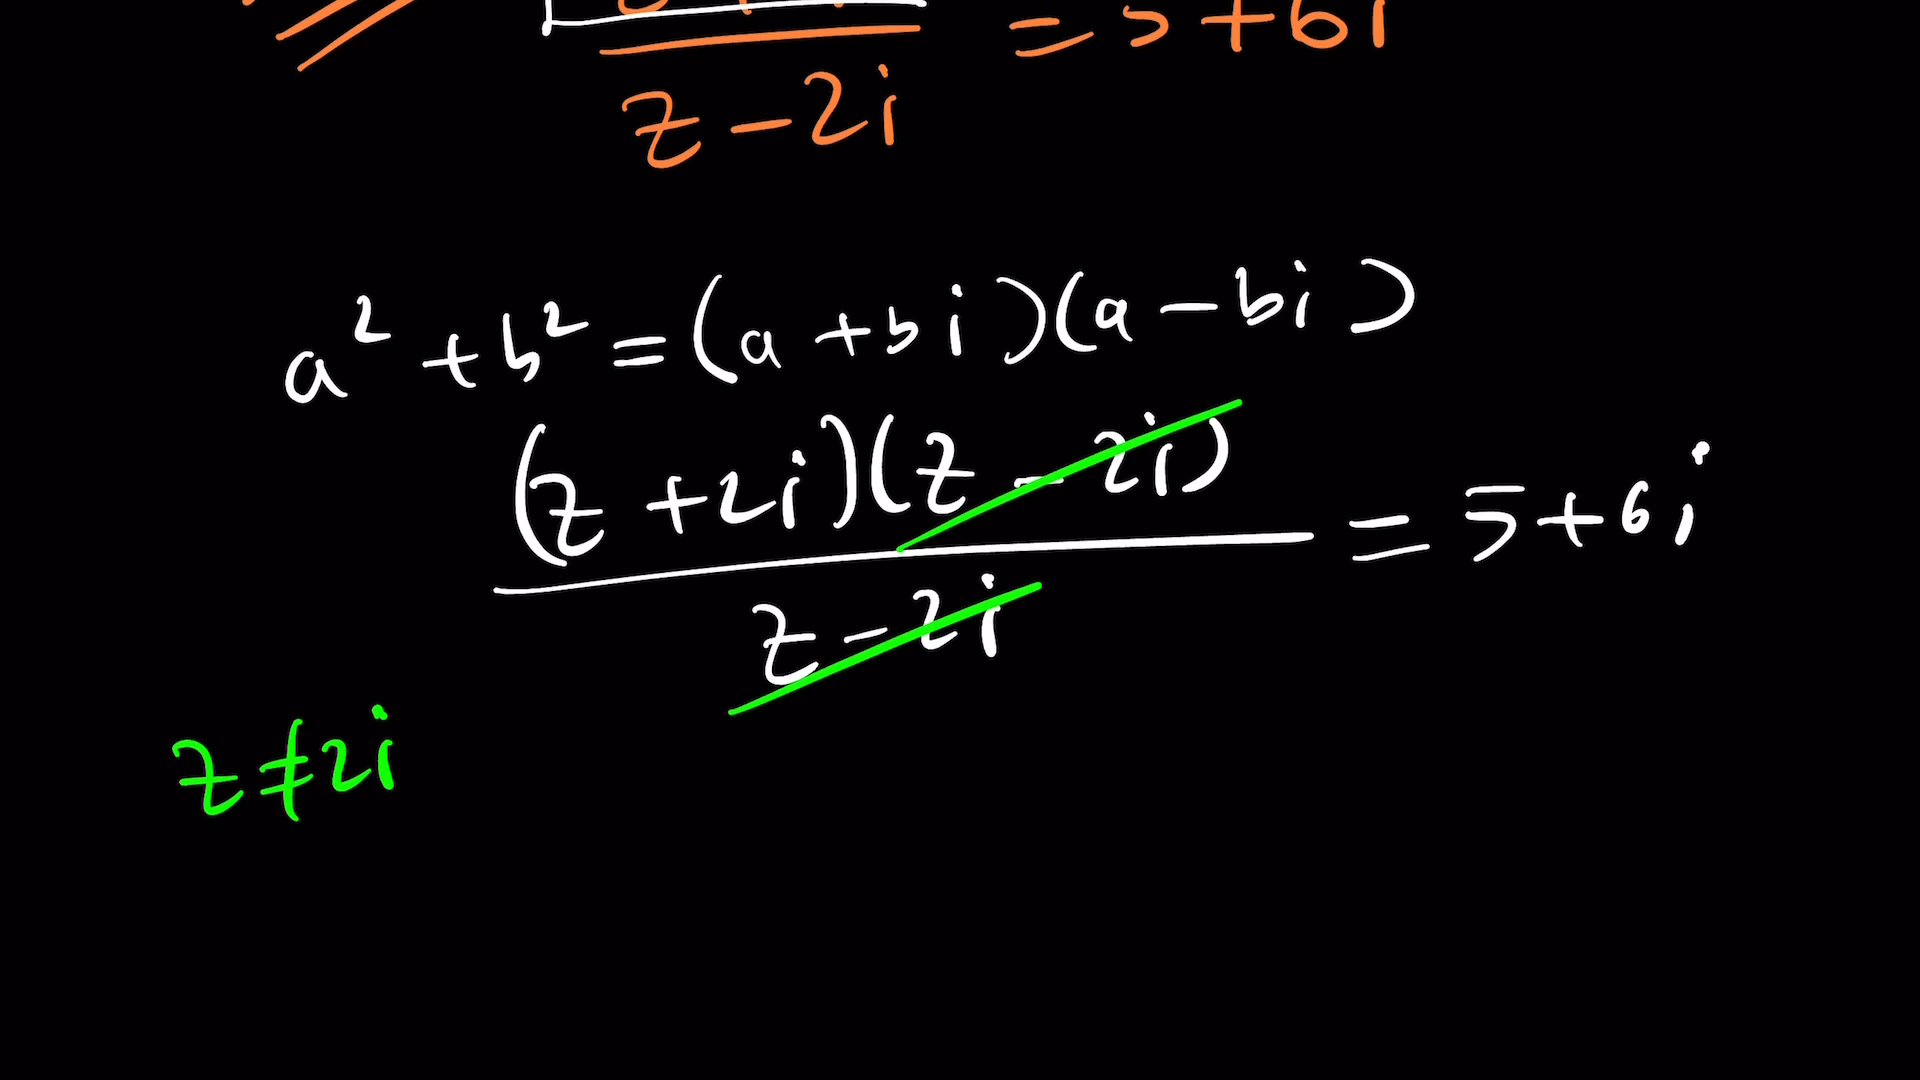 = 5+6i
z-2i
a² + b² = (a + bi)(a - bi)
(z + 2i)(z - 2i)
= 5+6i
z-2i
z≠2i